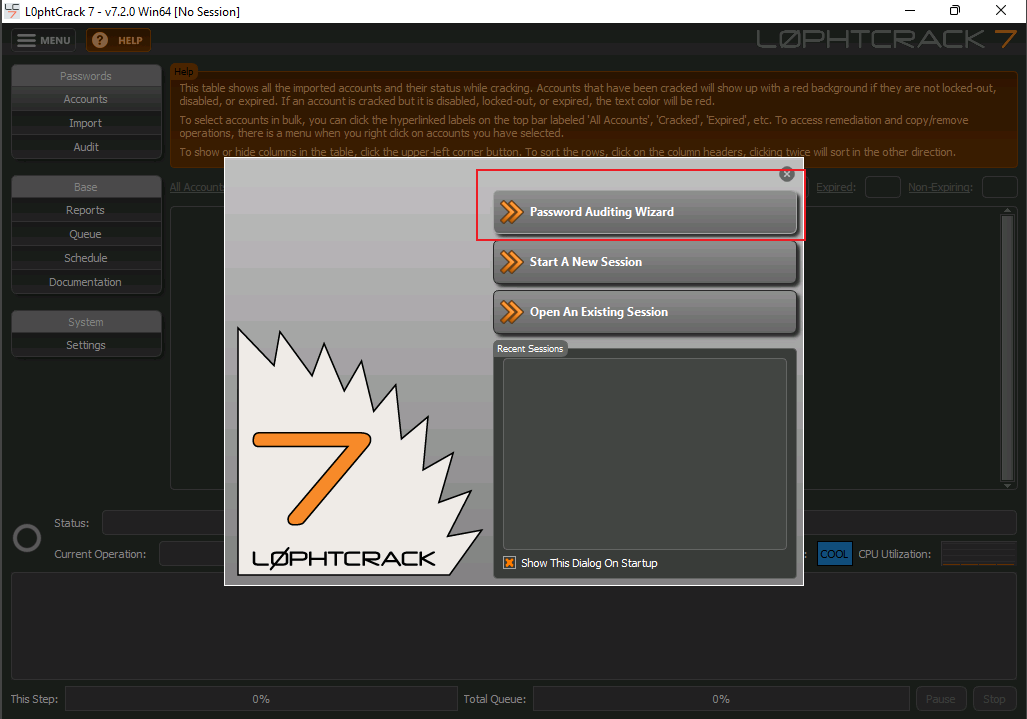 LC
7
L0phtCrack 7 - v7.2.0 Win64 [No Session]
MENU
? HELP
LØPHTCRACK 7
Passwords
Accounts
Import
Audit
Base
Reports
Queue
Schedule
Documentation
System
Settings
Help
This table shows all the imported accounts and their status while cracking. Accounts that have been cracked will show up with a red background if they are not locked-out,
disabled, or expired. If an account is cracked but it is disabled, locked-out, or expired, the text color will be red.
To select accounts in bulk, you can click the hyperlinked labels on the top bar labeled 'All Accounts', 'Cracked', 'Expired', etc. To access remediation and copy/remove
operations, there is a menu when you right click on accounts you have selected.
To show or hide columns in the table, click the upper-left corner button. To sort the rows, click on the column headers, clicking twice will sort in the other direction.
All Accounts
Expired:
Non-Expiring:
Password Auditing Wizard
Start A New Session
Open An Existing Session
Recent Sessions
Show This Dialog On Startup
7
LØPHTCRACK
Status:
Current Operation:
COOL
CPU Utilization:
This Step:
0%
Total Queue:
0%
Pause
Stop